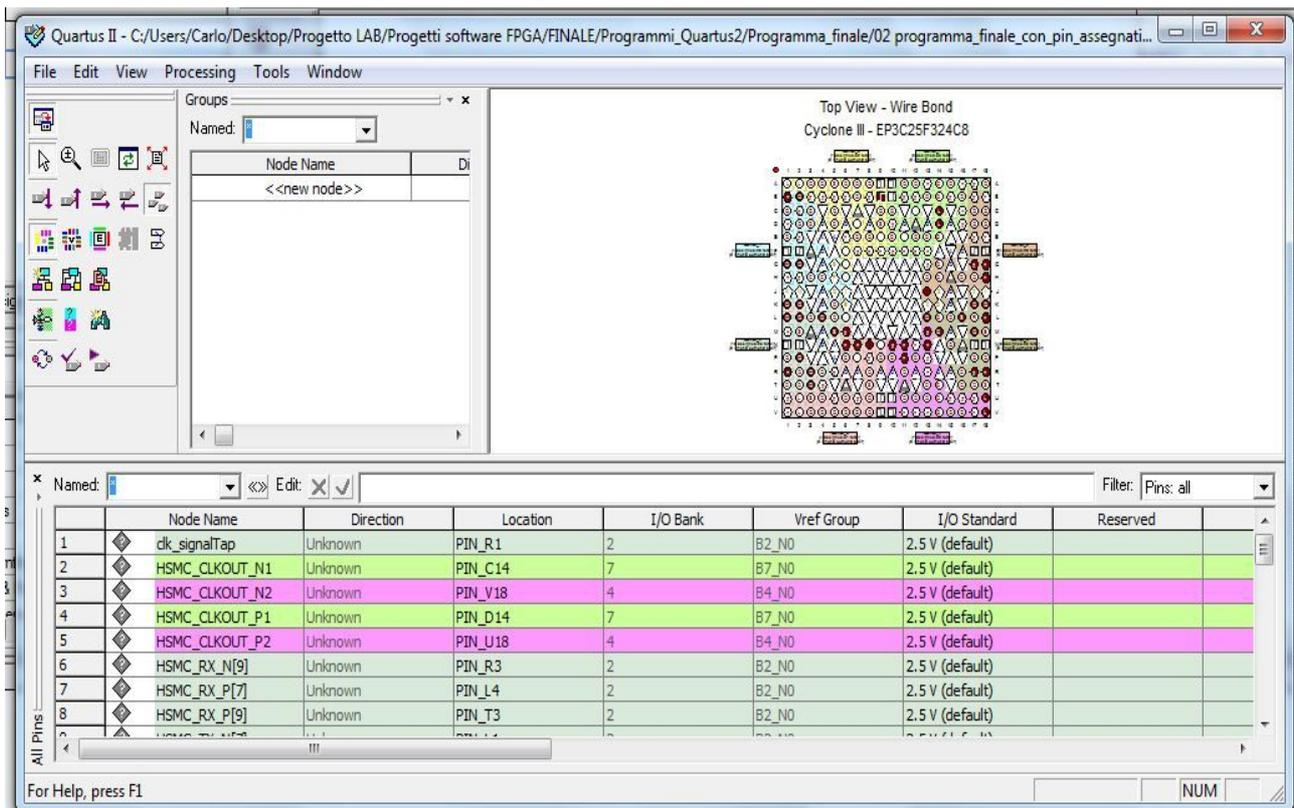 Quartus II - C:/Users/Carlo/Desktop/Progetto LAB/Progetti software FPGA/FINALE/Programmi_Quartus2/Programma_finale/02 programma_finale_con_pin_assegnati...
File Edit View Processing Tools Window
Groups
Named: *
Node Name Di
<<new node>>
Top View - Wire Bond
Cyclone III - EP3C25F324C8
Named: * Edit: Filter: Pins: all
Node Name Direction Location I/O Bank Vref Group I/O Standard Reserved
1 clk_signalTap Unknown PIN_R1 2 B2_N0 2.5 V (default)
2 HSMC_CLKOUT_N1 Unknown PIN_C14 7 B7_N0 2.5 V (default)
3 HSMC_CLKOUT_N2 Unknown PIN_V18 4 B4_N0 2.5 V (default)
4 HSMC_CLKOUT_P1 Unknown PIN_D14 7 B7_N0 2.5 V (default)
5 HSMC_CLKOUT_P2 Unknown PIN_U18 4 B4_N0 2.5 V (default)
6 HSMC_RX_N[9] Unknown PIN_R3 2 B2_N0 2.5 V (default)
7 HSMC_RX_P[7] Unknown PIN_L4 2 B2_N0 2.5 V (default)
8 HSMC_RX_P[9] Unknown PIN_T3 2 B2_N0 2.5 V (default)
All Pins
For Help, press F1
NUM